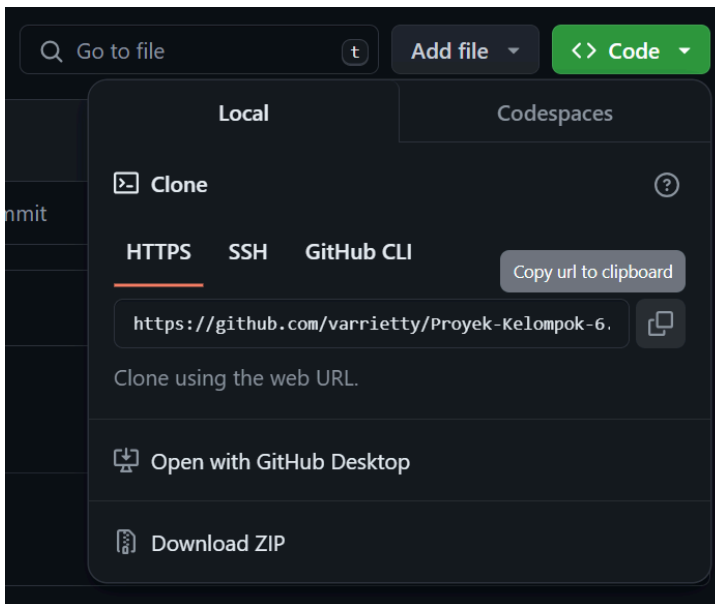 Go to file t Add file <> Code
Local Codespaces
Clone
mmit
HTTPS SSH GitHub CLI
Copy url to clipboard
https://github.com/varrietty/Proyek-Kelompok-6.
Clone using the web URL.
Open with GitHub Desktop
Download ZIP